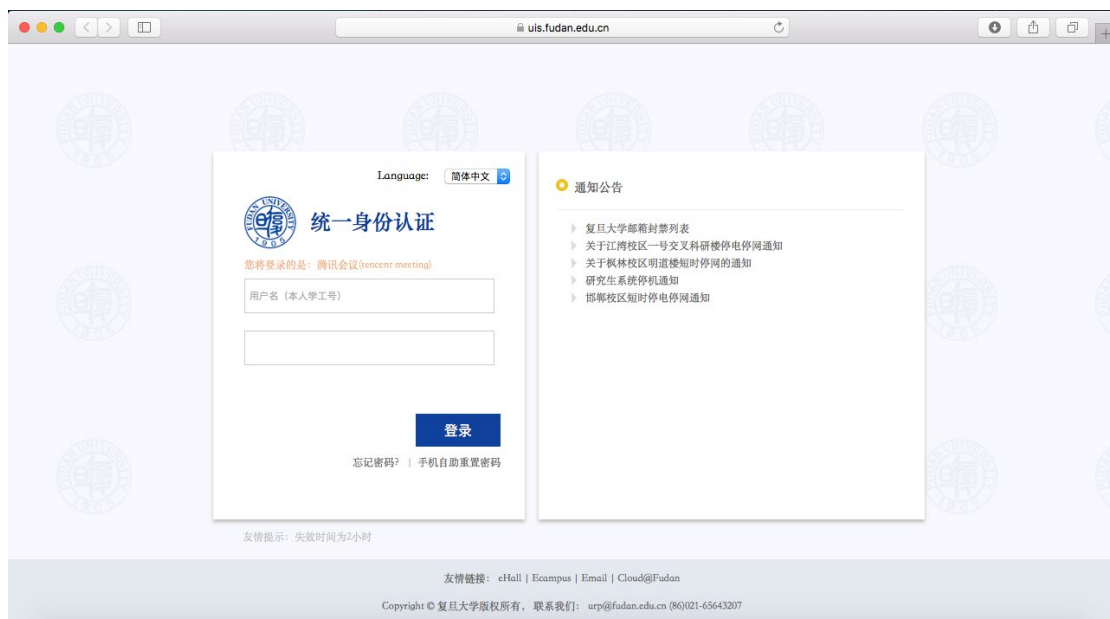 uis.fudan.edu.cn
Language: 简体中文
FUDAN UNIVERSITY
1905
统一身份认证
您将登录的是：腾讯会议(tencent meeting)
用户名（本人学工号）
登录
忘记密码? | 手机自助重置密码
通知公告
复旦大学邮箱封禁列表
关于江湾校区一号交叉科研楼停电停网通知
关于枫林校区明道楼短时停网的通知
研究生系统停机通知
邯郸校区短时停电停网通知
友情提示：失效时间为2小时
友情链接： eHall | Ecampus | Email | Cloud@Fudan
Copyright © 复旦大学版权所有， 联系我们： urp@fudan.edu.cn (86)021-65643207